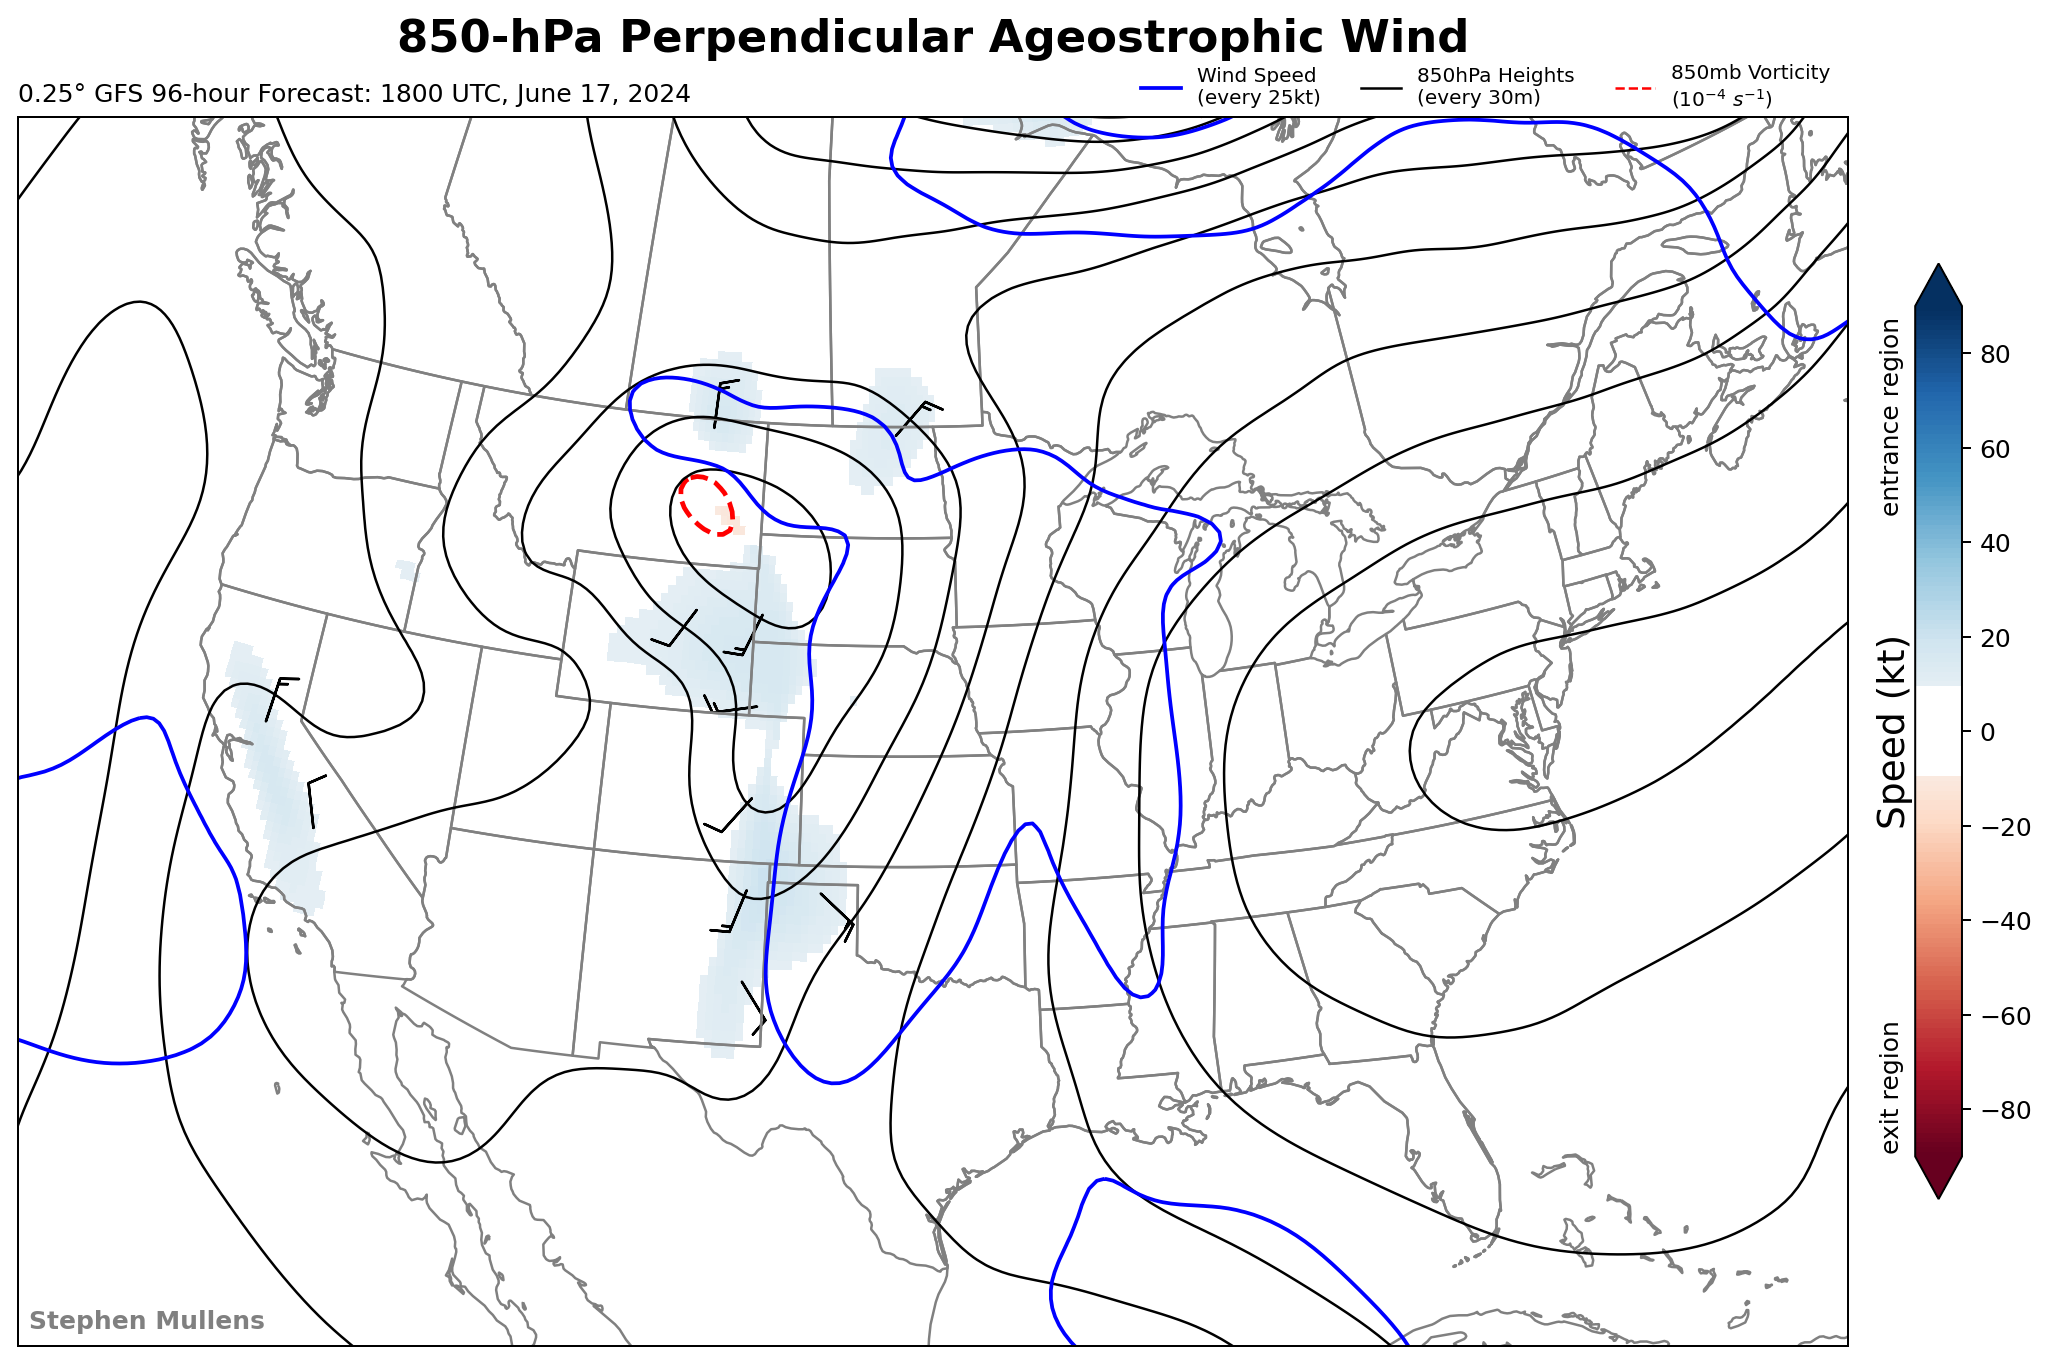 850-hPa Perpendicular Ageostrophic Wind
0.25° GFS 96-hour Forecast: 1800 UTC, June 17, 2024
Wind Speed
(every 25kt)
850hPa Heights
(every 30m)
850mb Vorticity
(10⁻⁴ s⁻¹)
entrance region
exit region
Speed (kt)
80
60
40
20
0
−20
−40
−60
−80
Stephen Mullens